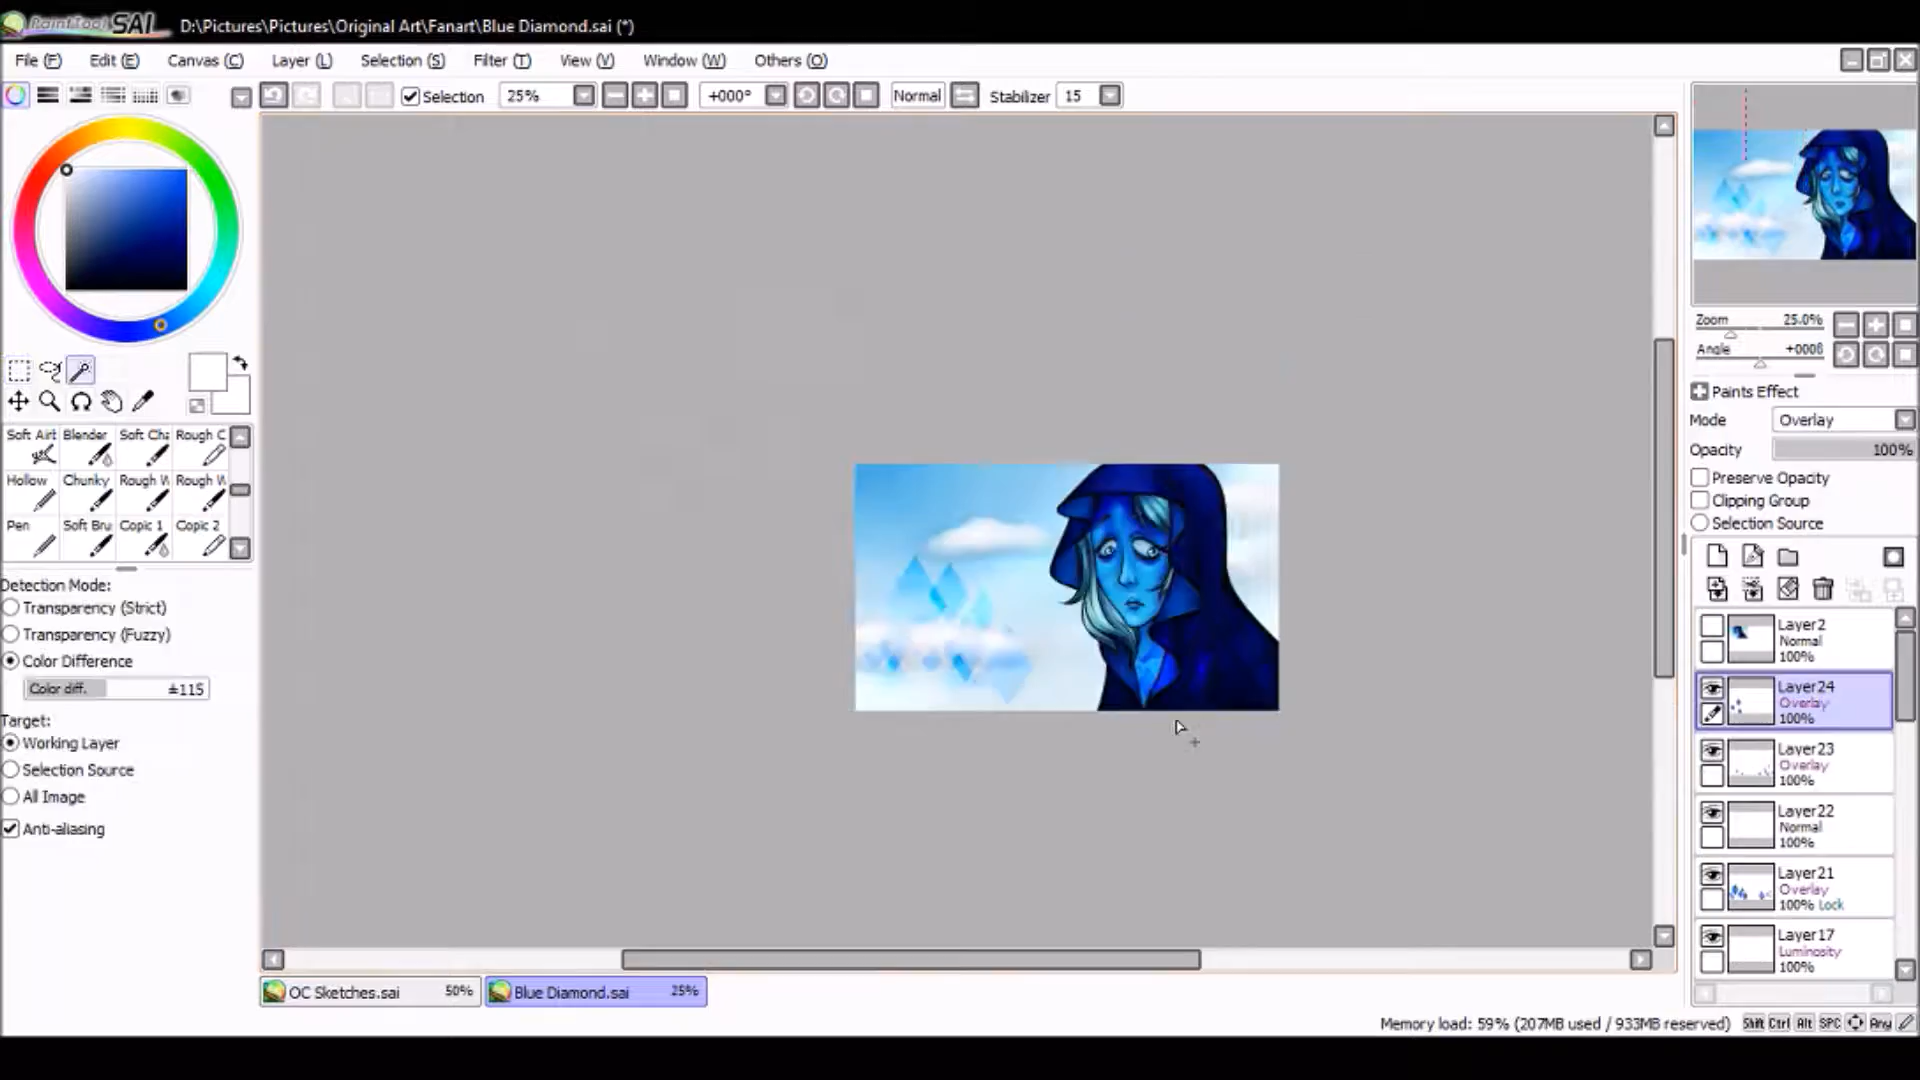 PaintTool SAI D:\Pictures\Pictures\Original Art\Fanart\Blue Diamond.sai (*)
File (F) Edit (E) Canvas (C) Layer (L) Selection (S) Filter (T) View (V) Window (W) Others (O)
Selection 25% +000° Normal Stabilizer 15
Zoom 25.0%
Angle +000ß
Paints Effect
Mode Overlay
Opacity 100%
Preserve Opacity
Clipping Group
Selection Source
Soft Airt Blender Soft Cha Rough C
Hollow Chunky Rough W Rough W
Pen Soft Bru Copic 1 Copic 2
Detection Mode:
Transparency (Strict)
Transparency (Fuzzy)
Color Difference
Color diff. ±115
Target:
Working Layer
Selection Source
All Image
Anti-aliasing
Layer2
Normal
100%
Layer24
Overlay
100%
Layer23
Overlay
100%
Layer22
Normal
100%
Layer21
Overlay
100% Lock
Layer17
Luminosity
100%
OC Sketches.sai 50% Blue Diamond.sai 25%
Memory load: 59% (207MB used / 933MB reserved) Shift Ctrl Alt SPC Any